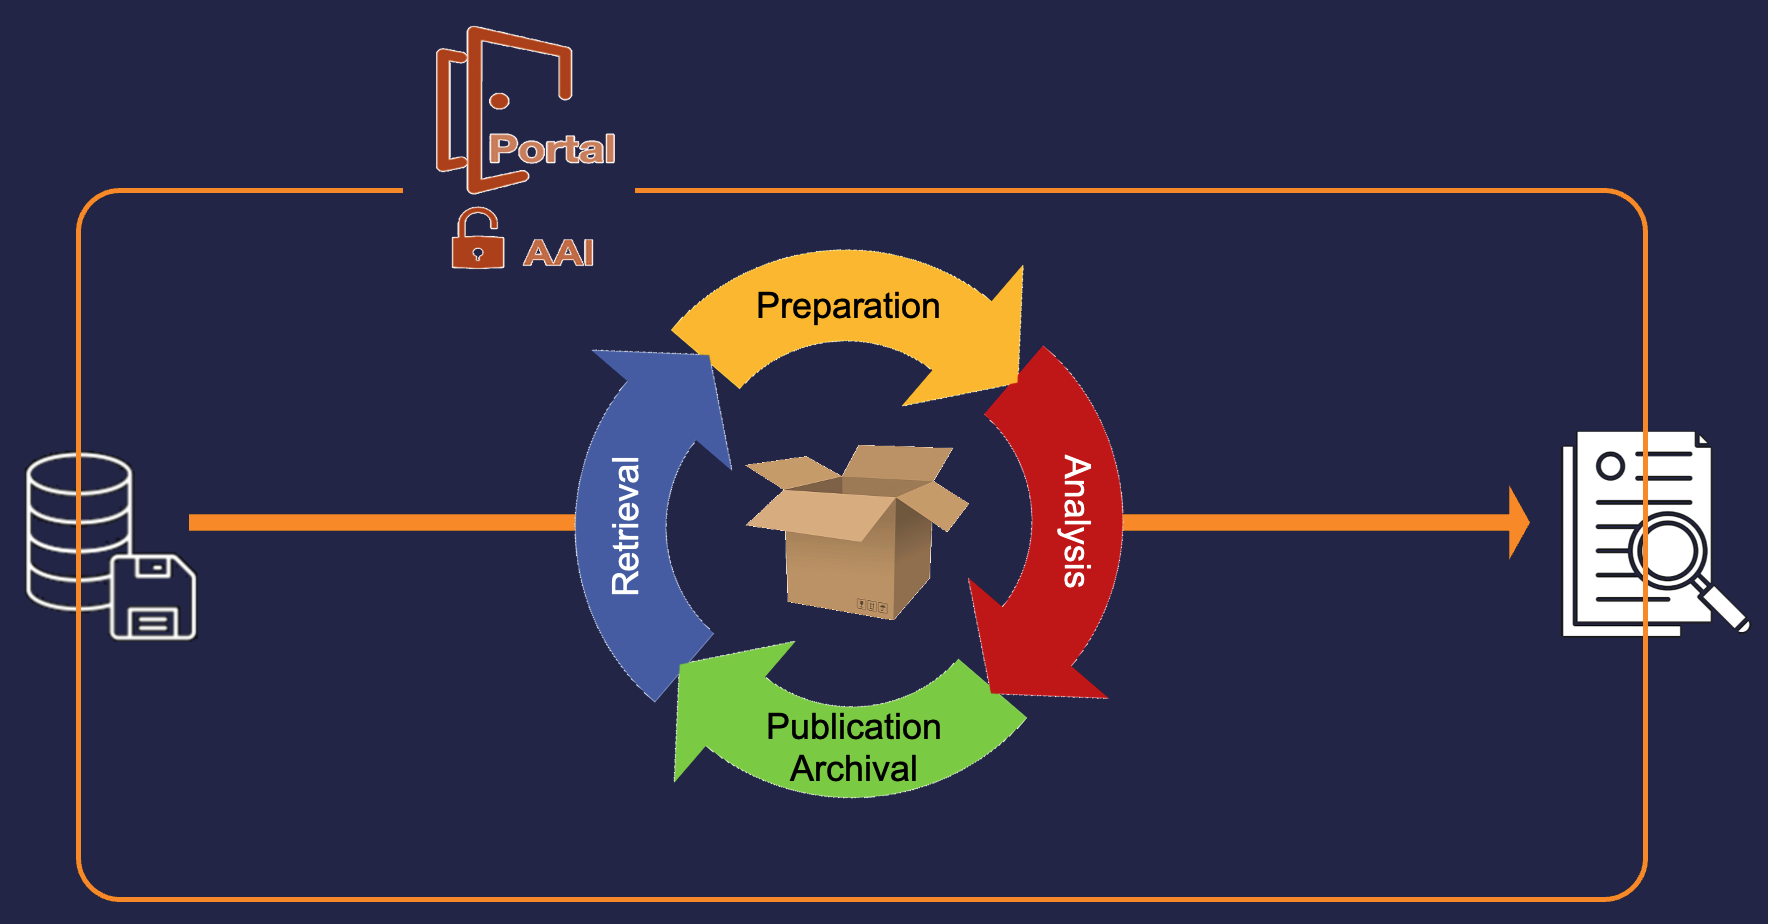 Portal
AAI
Preparation
Retrieval
Analysis
Publication
Archival